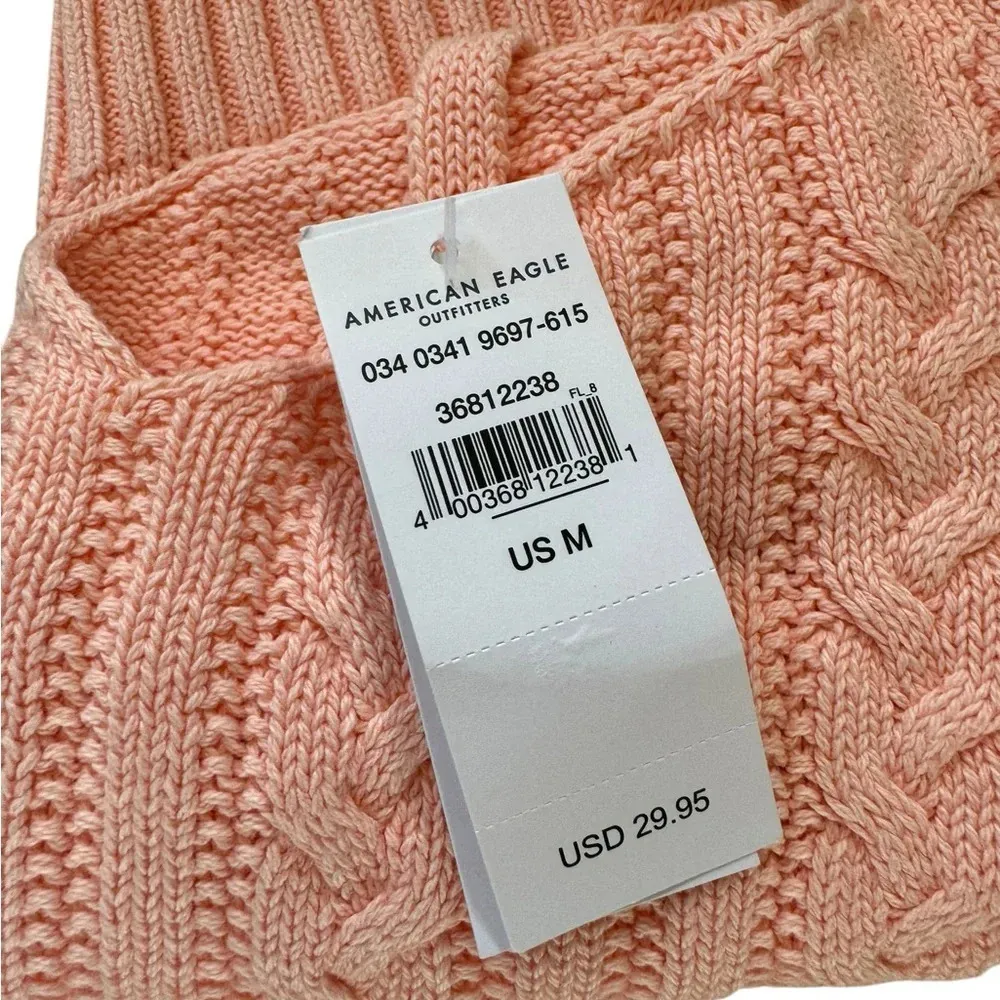 AMERICAN EAGLE
OUTFITTERS
034 0341 9697-615
36812238 FL_8
4 00368 12238 1
US M
USD 29.95